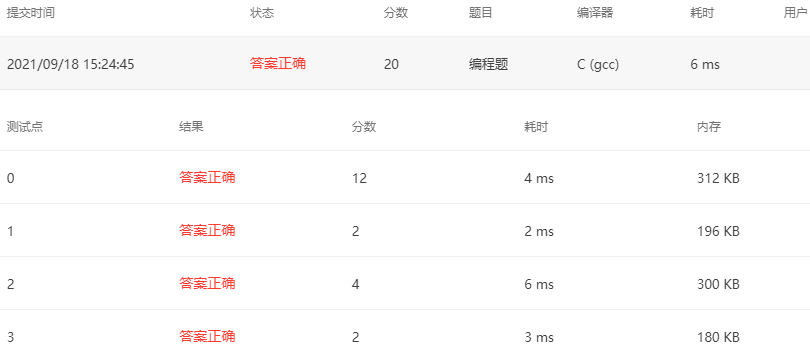 提交时间 状态 分数 题目 编译器 耗时 用户
2021/09/18 15:24:45 答案正确 20 编程题 C (gcc) 6 ms
测试点 结果 分数 耗时 内存
0 答案正确 12 4 ms 312 KB
1 答案正确 2 2 ms 196 KB
2 答案正确 4 6 ms 300 KB
3 答案正确 2 3 ms 180 KB